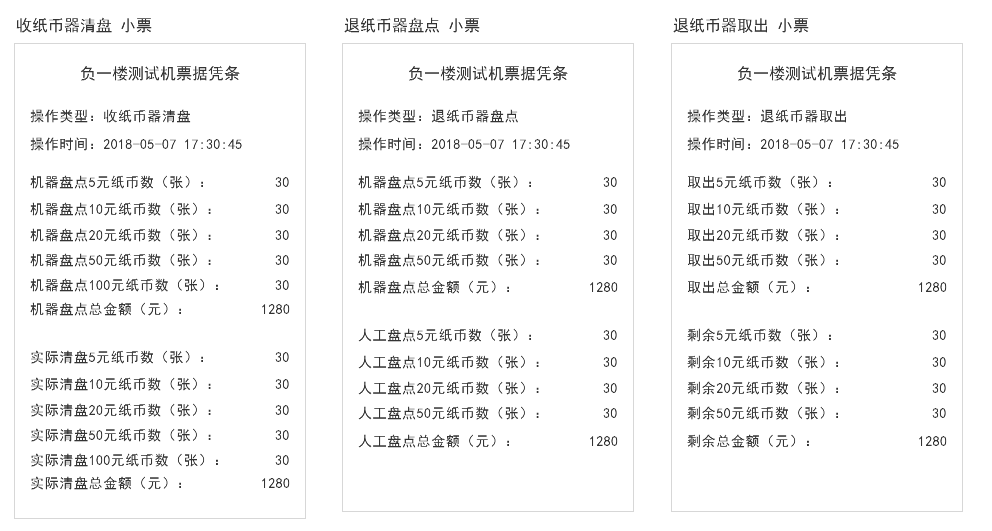 收纸币器清盘 小票
负一楼测试机票据凭条
操作类型：收纸币器清盘
操作时间：2018-05-07 17:30:45
机器盘点5元纸币数（张）： 30
机器盘点10元纸币数（张）： 30
机器盘点20元纸币数（张）： 30
机器盘点50元纸币数（张）： 30
机器盘点100元纸币数（张）： 30
机器盘点总金额（元）： 1280
实际清盘5元纸币数（张）： 30
实际清盘10元纸币数（张）： 30
实际清盘20元纸币数（张）： 30
实际清盘50元纸币数（张）： 30
实际清盘100元纸币数（张）： 30
实际清盘总金额（元）： 1280
退纸币器盘点 小票
负一楼测试机票据凭条
操作类型：退纸币器盘点
操作时间：2018-05-07 17:30:45
机器盘点5元纸币数（张）： 30
机器盘点10元纸币数（张）： 30
机器盘点20元纸币数（张）： 30
机器盘点50元纸币数（张）： 30
机器盘点总金额（元）： 1280
人工盘点5元纸币数（张）： 30
人工盘点10元纸币数（张）： 30
人工盘点20元纸币数（张）： 30
人工盘点50元纸币数（张）： 30
人工盘点总金额（元）： 1280
退纸币器取出 小票
负一楼测试机票据凭条
操作类型：退纸币器取出
操作时间：2018-05-07 17:30:45
取出5元纸币数（张）： 30
取出10元纸币数（张）： 30
取出20元纸币数（张）： 30
取出50元纸币数（张）： 30
取出总金额（元）： 1280
剩余5元纸币数（张）： 30
剩余10元纸币数（张）： 30
剩余20元纸币数（张）： 30
剩余50元纸币数（张）： 30
剩余总金额（元）： 1280